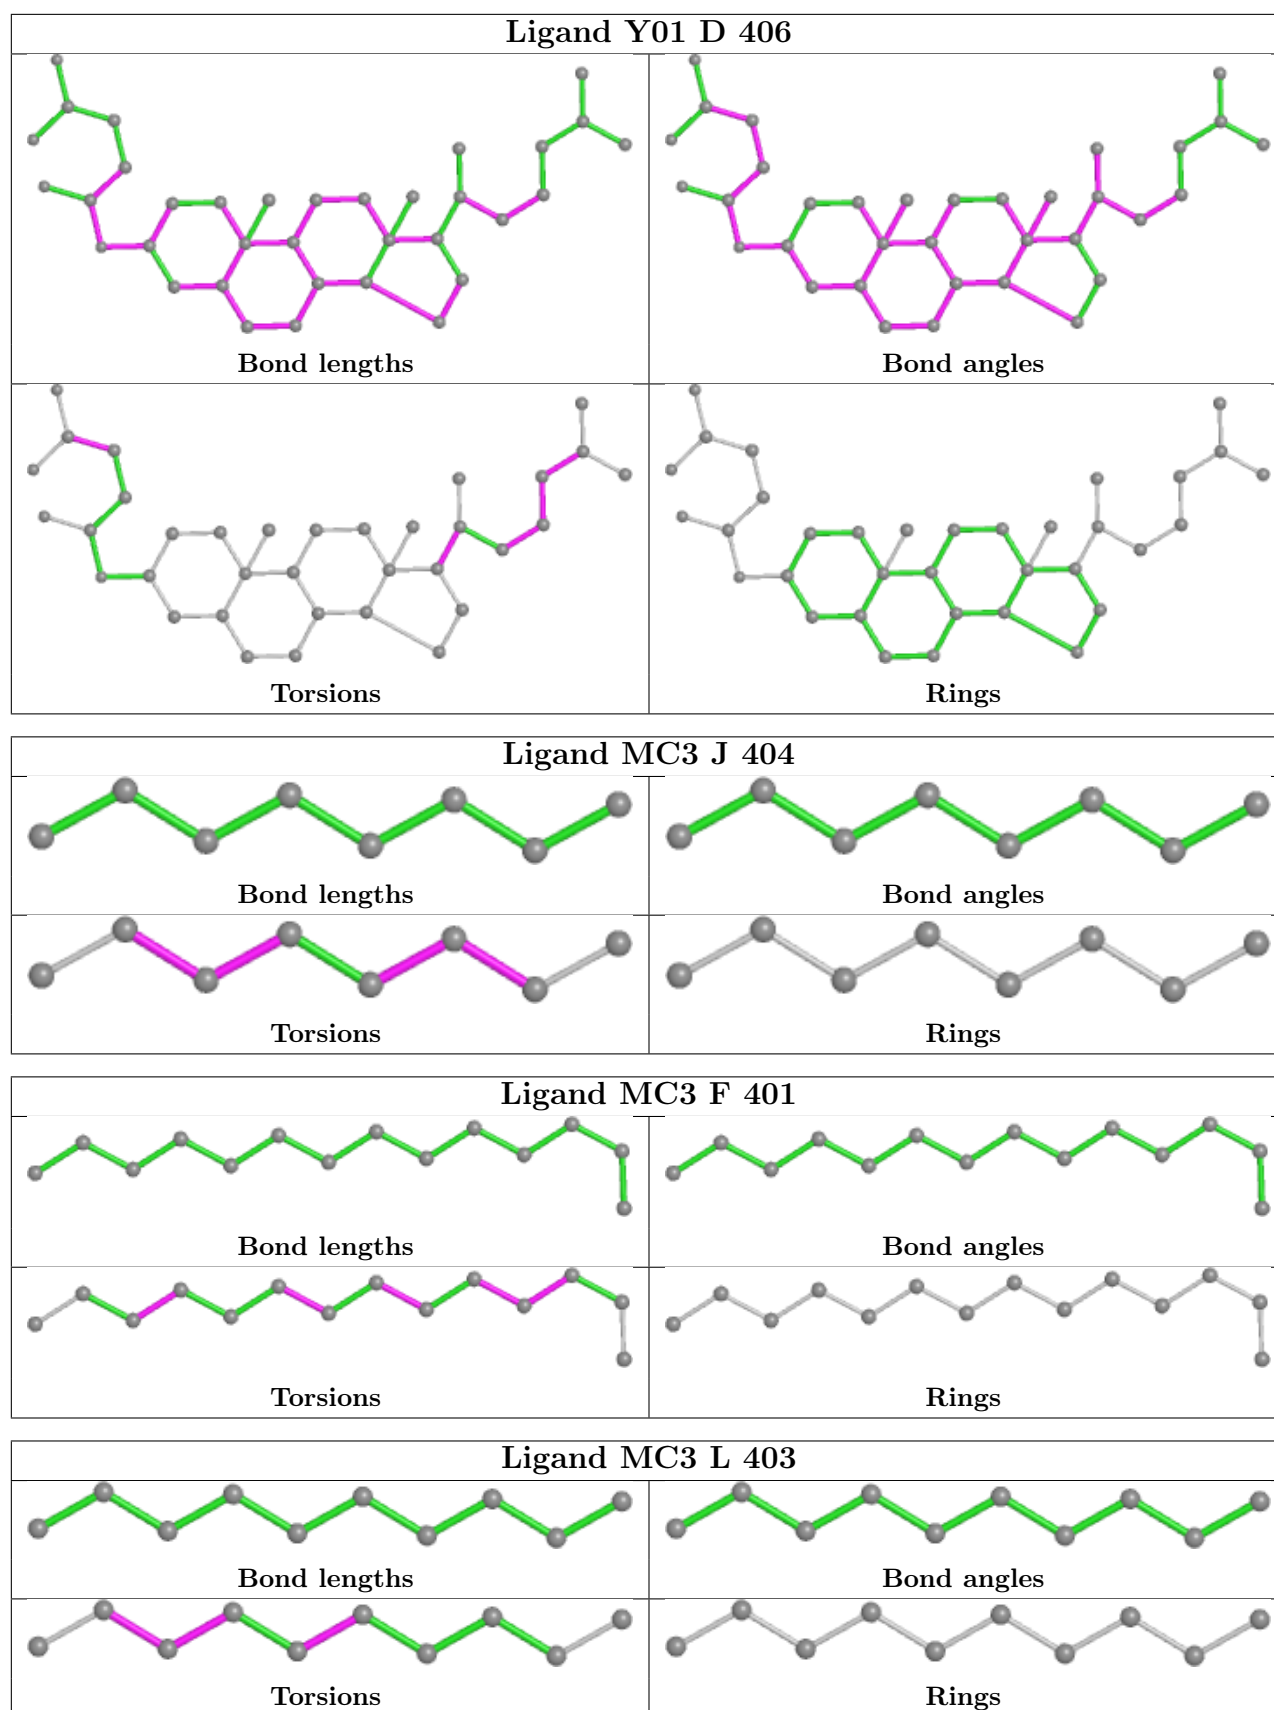 Ligand Y01 D 406
Bond lengths
Bond angles
Torsions
Rings
Ligand MC3 J 404
Bond lengths
Bond angles
Torsions
Rings
Ligand MC3 F 401
Bond lengths
Bond angles
Torsions
Rings
Ligand MC3 L 403
Bond lengths
Bond angles
Torsions
Rings